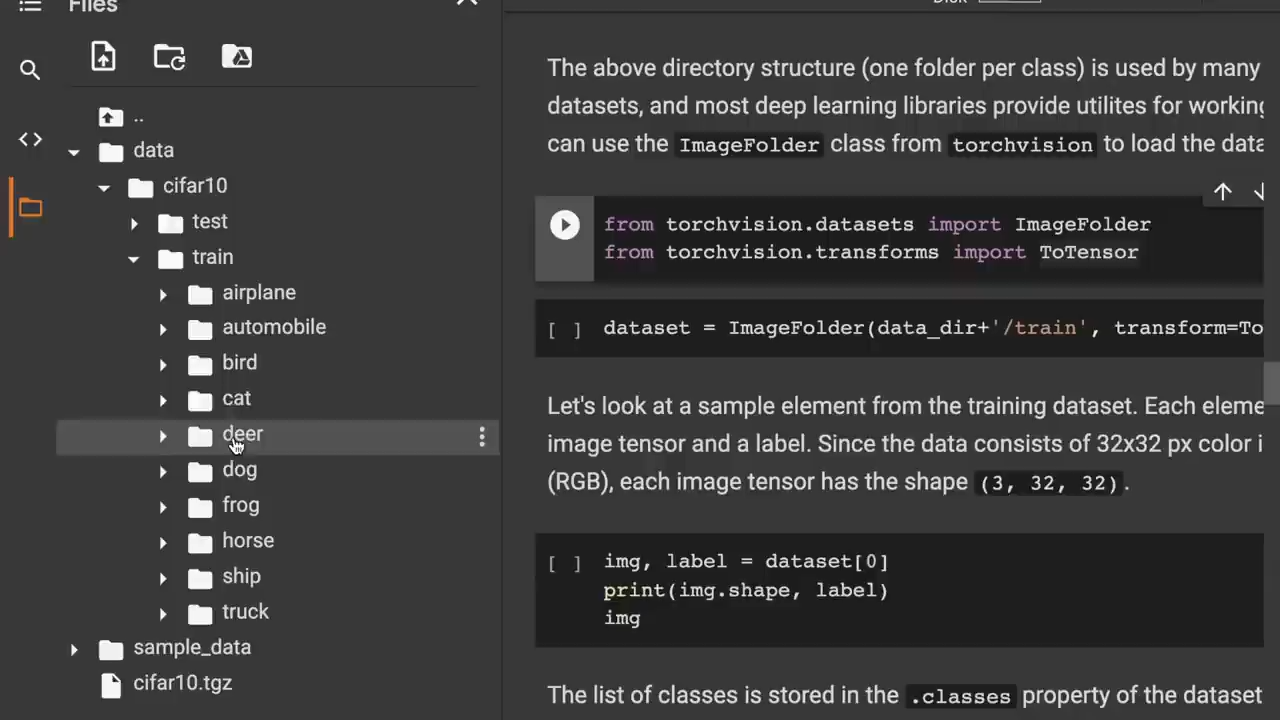 Files
..
data
cifar10
test
train
airplane
automobile
bird
cat
deer
dog
frog
horse
ship
truck
sample_data
cifar10.tgz
Disk
The above directory structure (one folder per class) is used by many
datasets, and most deep learning libraries provide utilites for working
can use the ImageFolder class from torchvision to load the data
from torchvision.datasets import ImageFolder
from torchvision.transforms import ToTensor
[ ] dataset = ImageFolder(data_dir+'/train', transform=To
Let's look at a sample element from the training dataset. Each eleme
image tensor and a label. Since the data consists of 32x32 px color i
(RGB), each image tensor has the shape (3, 32, 32).
[ ] img, label = dataset[0]
print(img.shape, label)
img
The list of classes is stored in the .classes property of the dataset